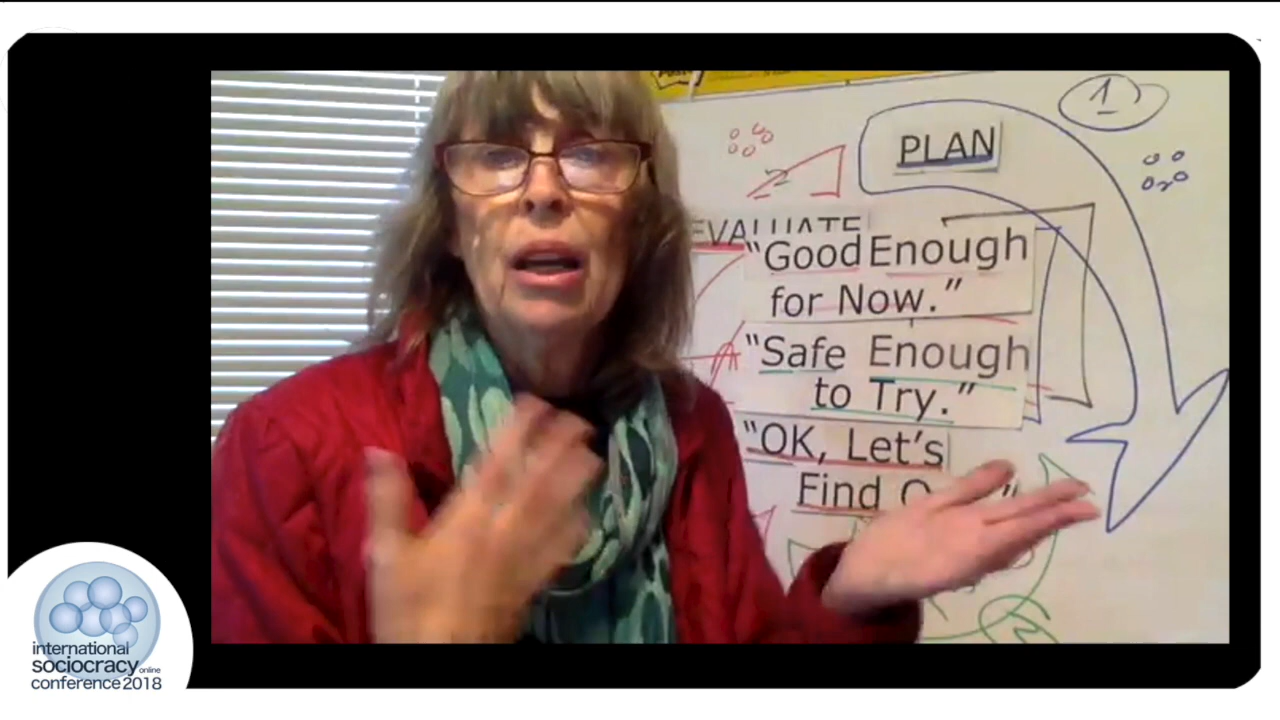 1
PLAN
2
EVALUATE
"Good Enough
for Now."
"Safe Enough
to Try."
"OK, Let's
Find
international
sociocracy online
conference 2018